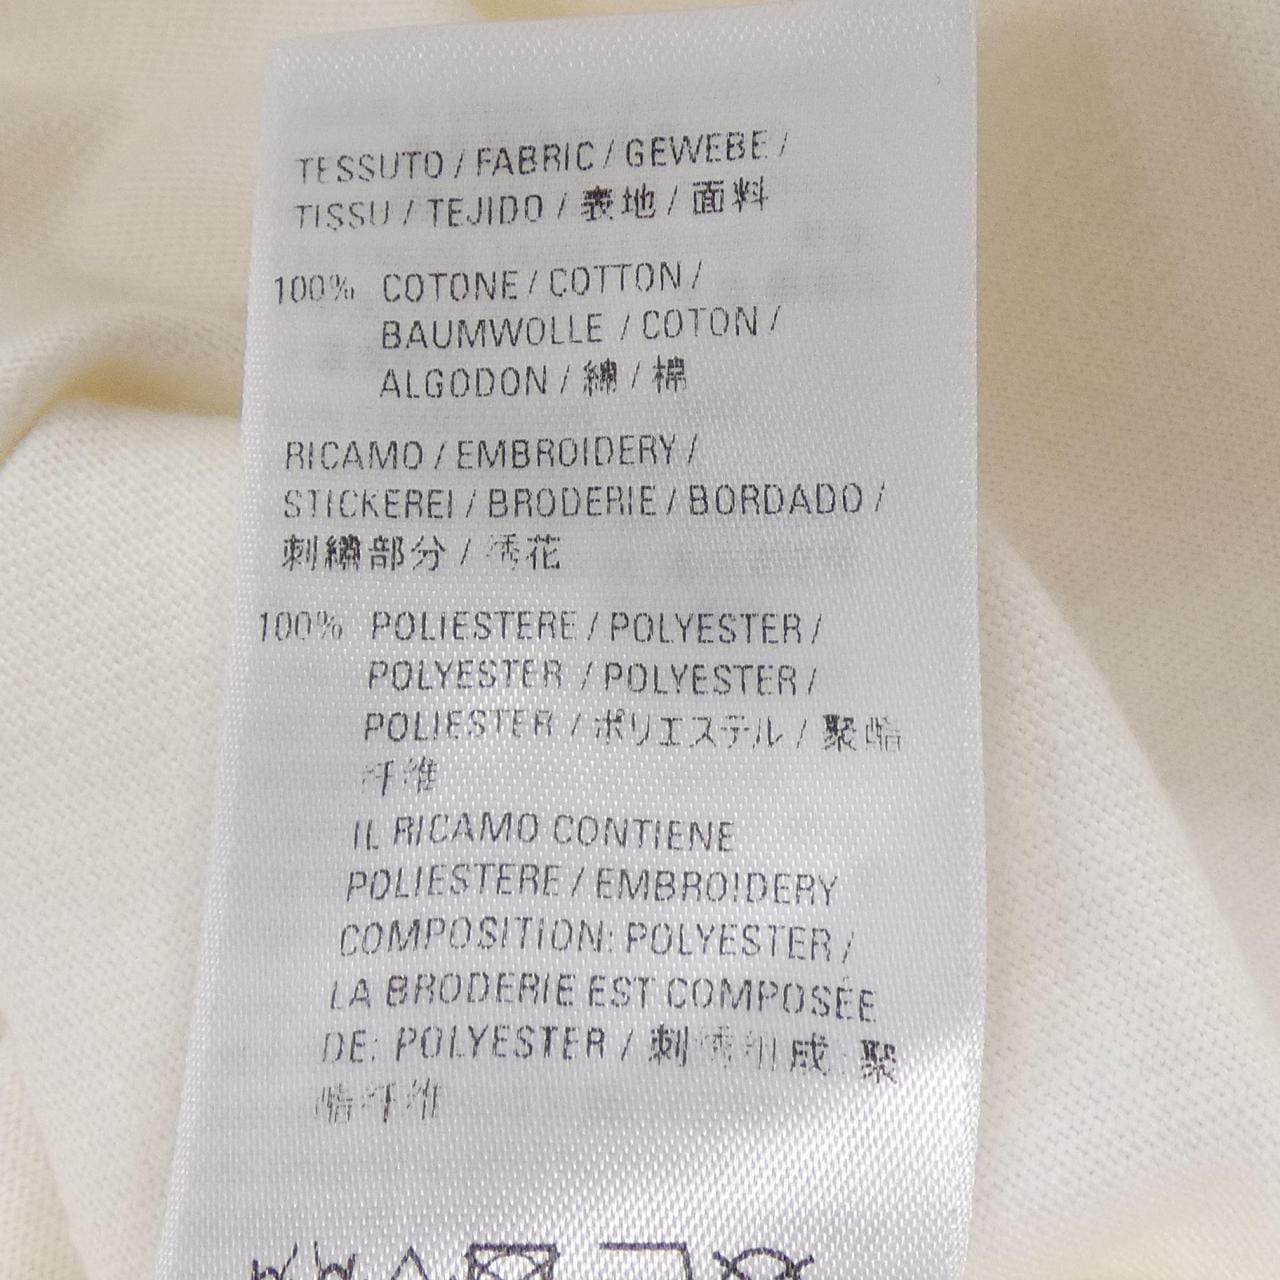 TESSUTO / FABRIC / GEWEBE /
TISSU / TEJIDO / 表地 / 面料
100% COTONE / COTTON /
BAUMWOLLE / COTON /
ALGODON / 綿 / 棉
RICAMO / EMBROIDERY /
STICKEREI / BRODERIE / BORDADO /
刺繍部分 / 绣花
100% POLIESTERE / POLYESTER /
POLYESTER / POLYESTER /
POLIESTER / ポリエステル / 聚酯
纤维
IL RICAMO CONTIENE
POLIESTERE / EMBROIDERY
COMPOSITION: POLYESTER /
LA BRODERIE EST COMPOSÉE
DE: POLYESTER / 刺绣组成:聚
酯纤维